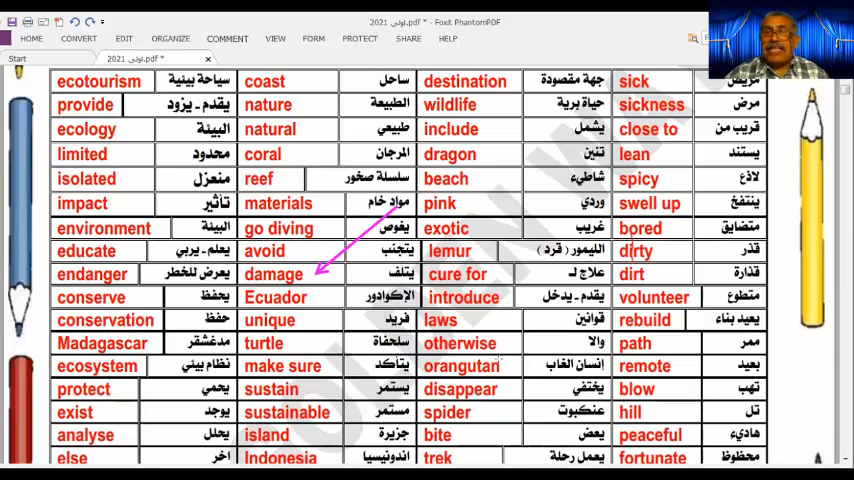 اولى 2021.pdf * - Foxit PhantomPDF
HOME CONVERT EDIT ORGANIZE COMMENT VIEW FORM PROTECT SHARE HELP
Start اولى 2021.pdf *
ecotourism سياحة بيئية coast ساحل destination جهة مقصودة sick مريض
provide يقدم - يزود nature الطبيعة wildlife حياة برية sickness مرض
ecology البيئة natural طبيعي include يشمل close to قريب من
limited محدود coral المرجان dragon تنين lean يستند
isolated منعزل reef سلسلة صخور beach شاطيء spicy لاذع
impact تأثير materials مواد خام pink وردي swell up ينتفخ
environment البيئة go diving يغوص exotic غريب bored متضايق
educate يعلم - يربي avoid يتجنب lemur الليمور ( قرد ) dirty قذر
endanger يعرض للخطر damage يتلف cure for علاج لـ dirt قذارة
conserve يحفظ Ecuador الإكوادور introduce يقدم - يدخل volunteer متطوع
conservation حفظ unique فريد laws قوانين rebuild يعيد بناء
Madagascar مدغشقر turtle سلحفاة otherwise والا path ممر
ecosystem نظام بيئي make sure يتأكد orangutan إنسان الغاب remote بعيد
protect يحمي sustain يستمر disappear يختفي blow تهب
exist يوجد sustainable مستمر spider عنكبوت hill تل
analyse يحلل island جزيرة bite يعض peaceful هاديء
else اخر Indonesia اندونيسيا trek يعمل رحلة fortunate محظوظ